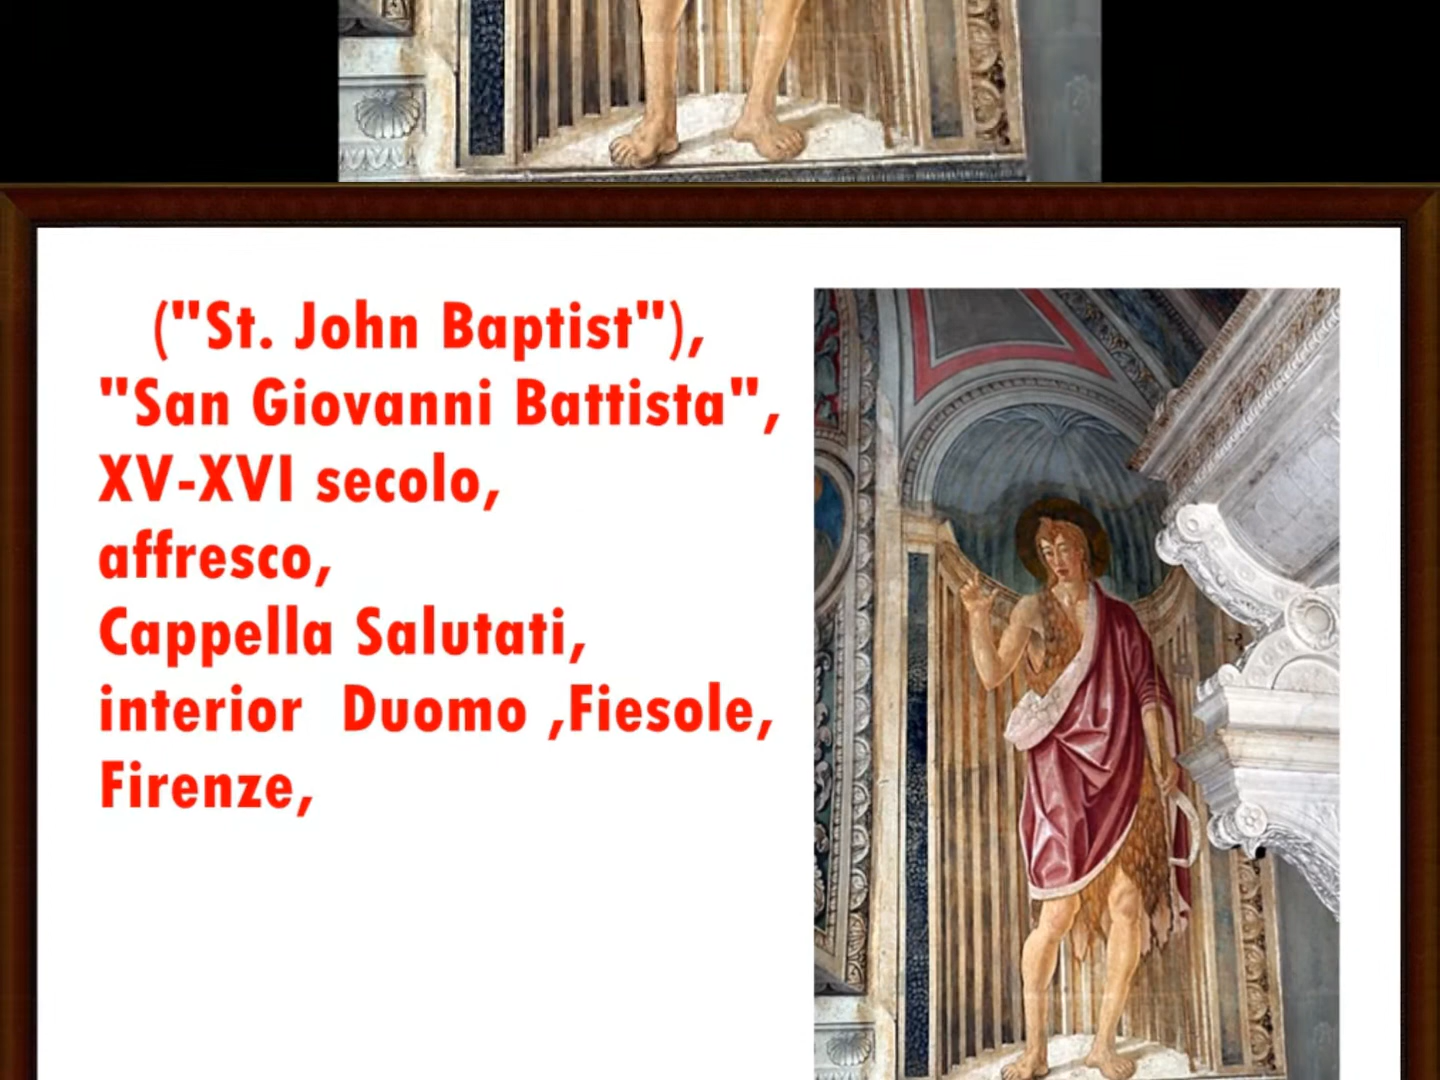 ("St. John Baptist"),
"San Giovanni Battista",
XV-XVI secolo,
affresco,
Cappella Salutati,
interior  Duomo ,Fiesole,
Firenze,